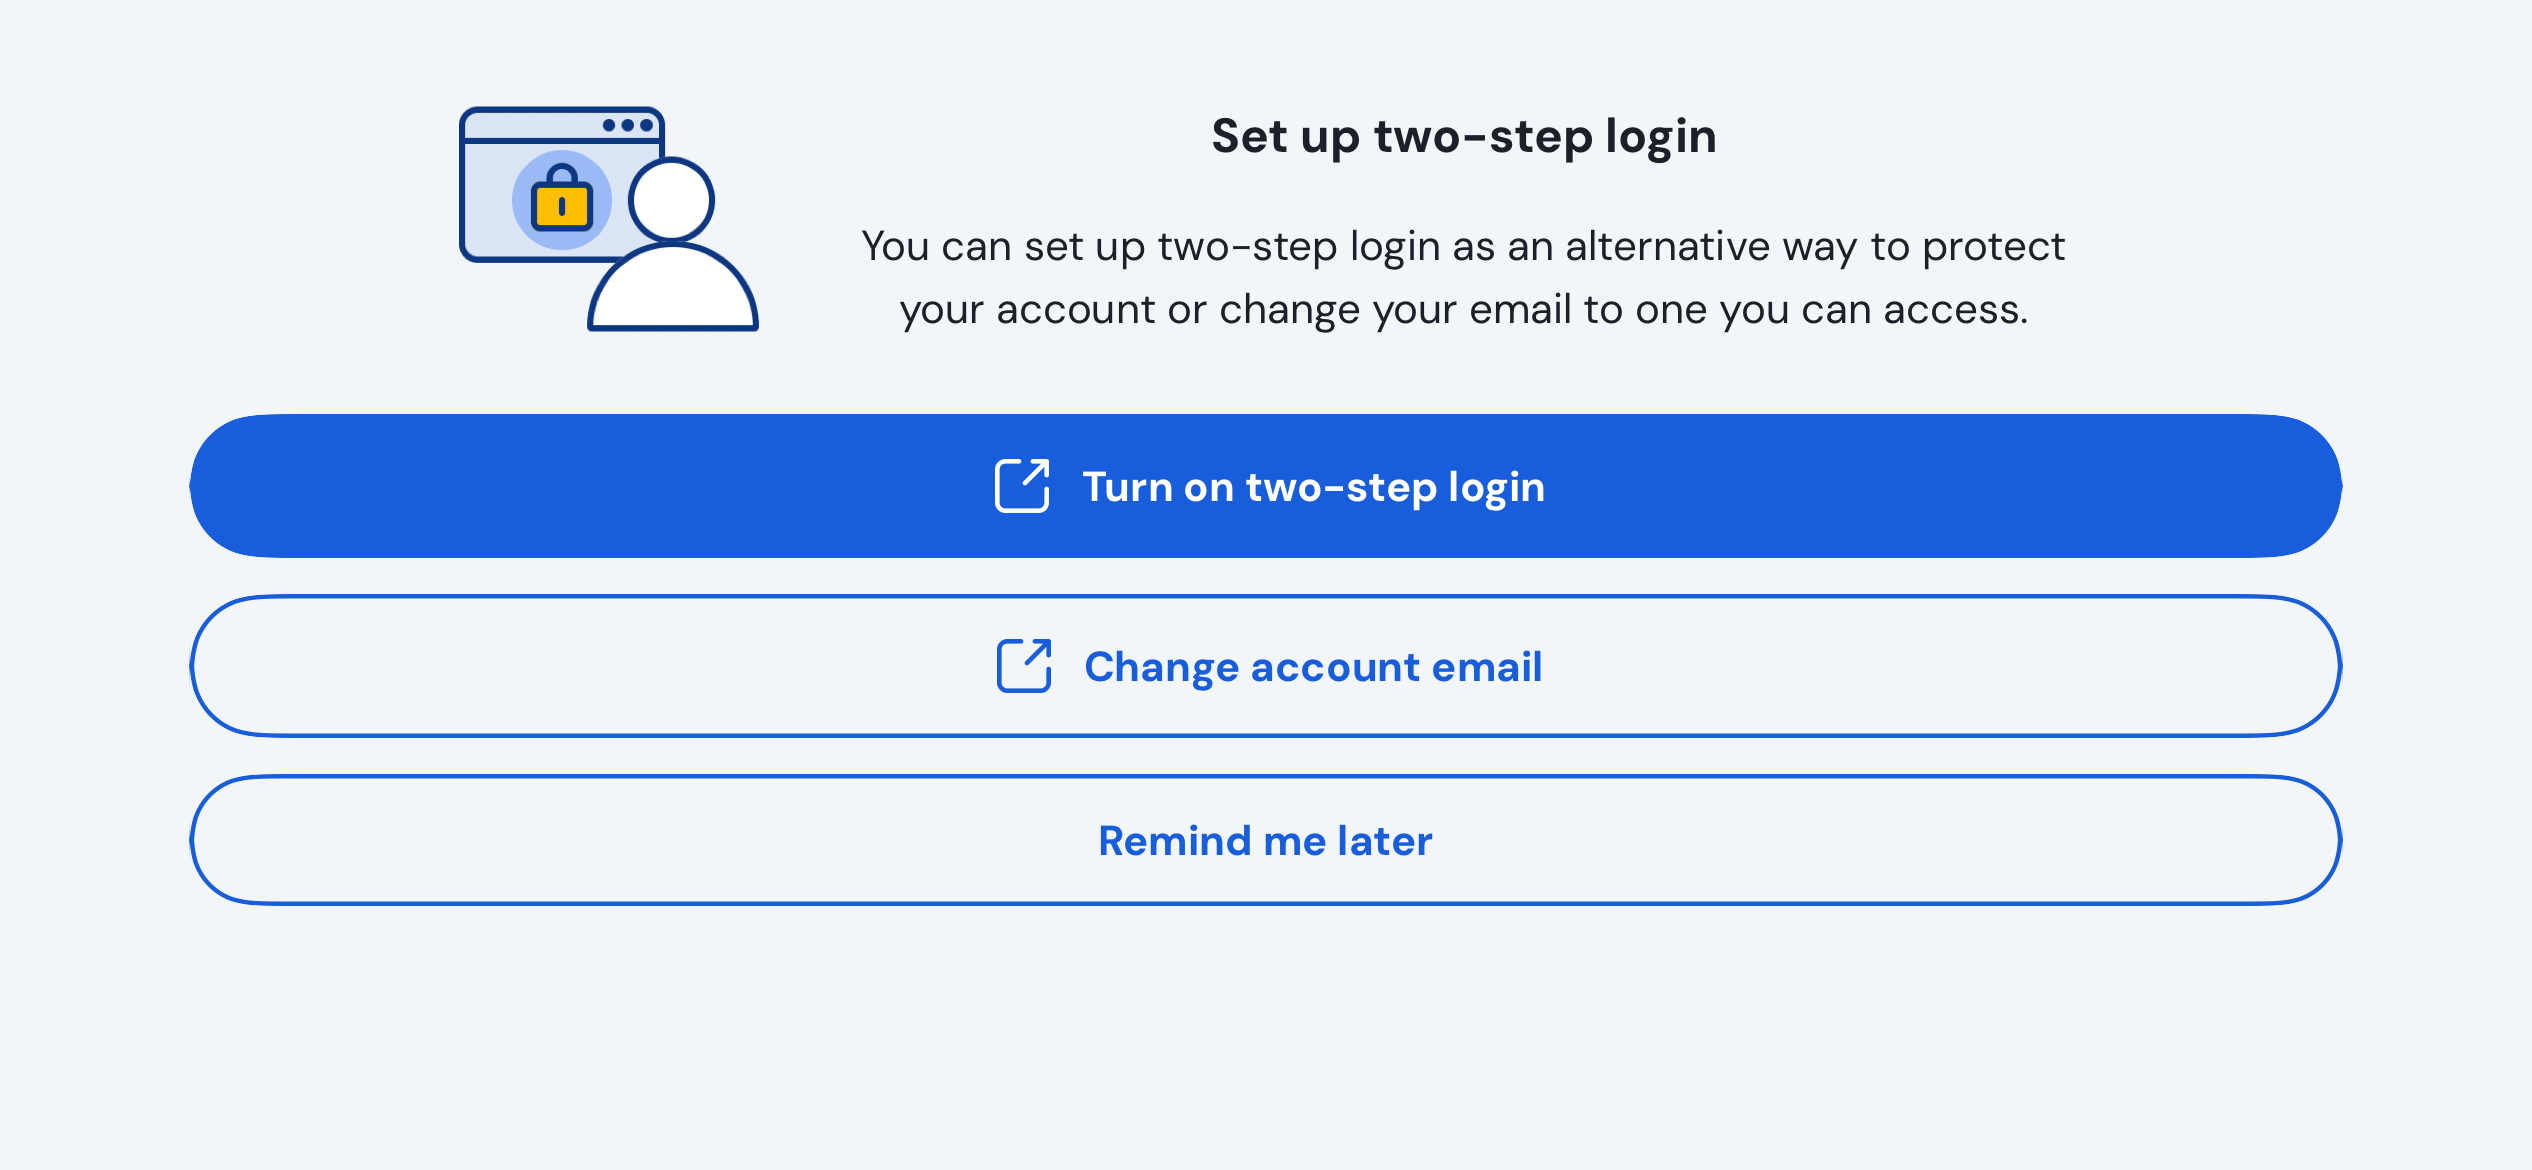 Set up two-step login
You can set up two-step login as an alternative way to protect
your account or change your email to one you can access.
Turn on two-step login
Change account email
Remind me later